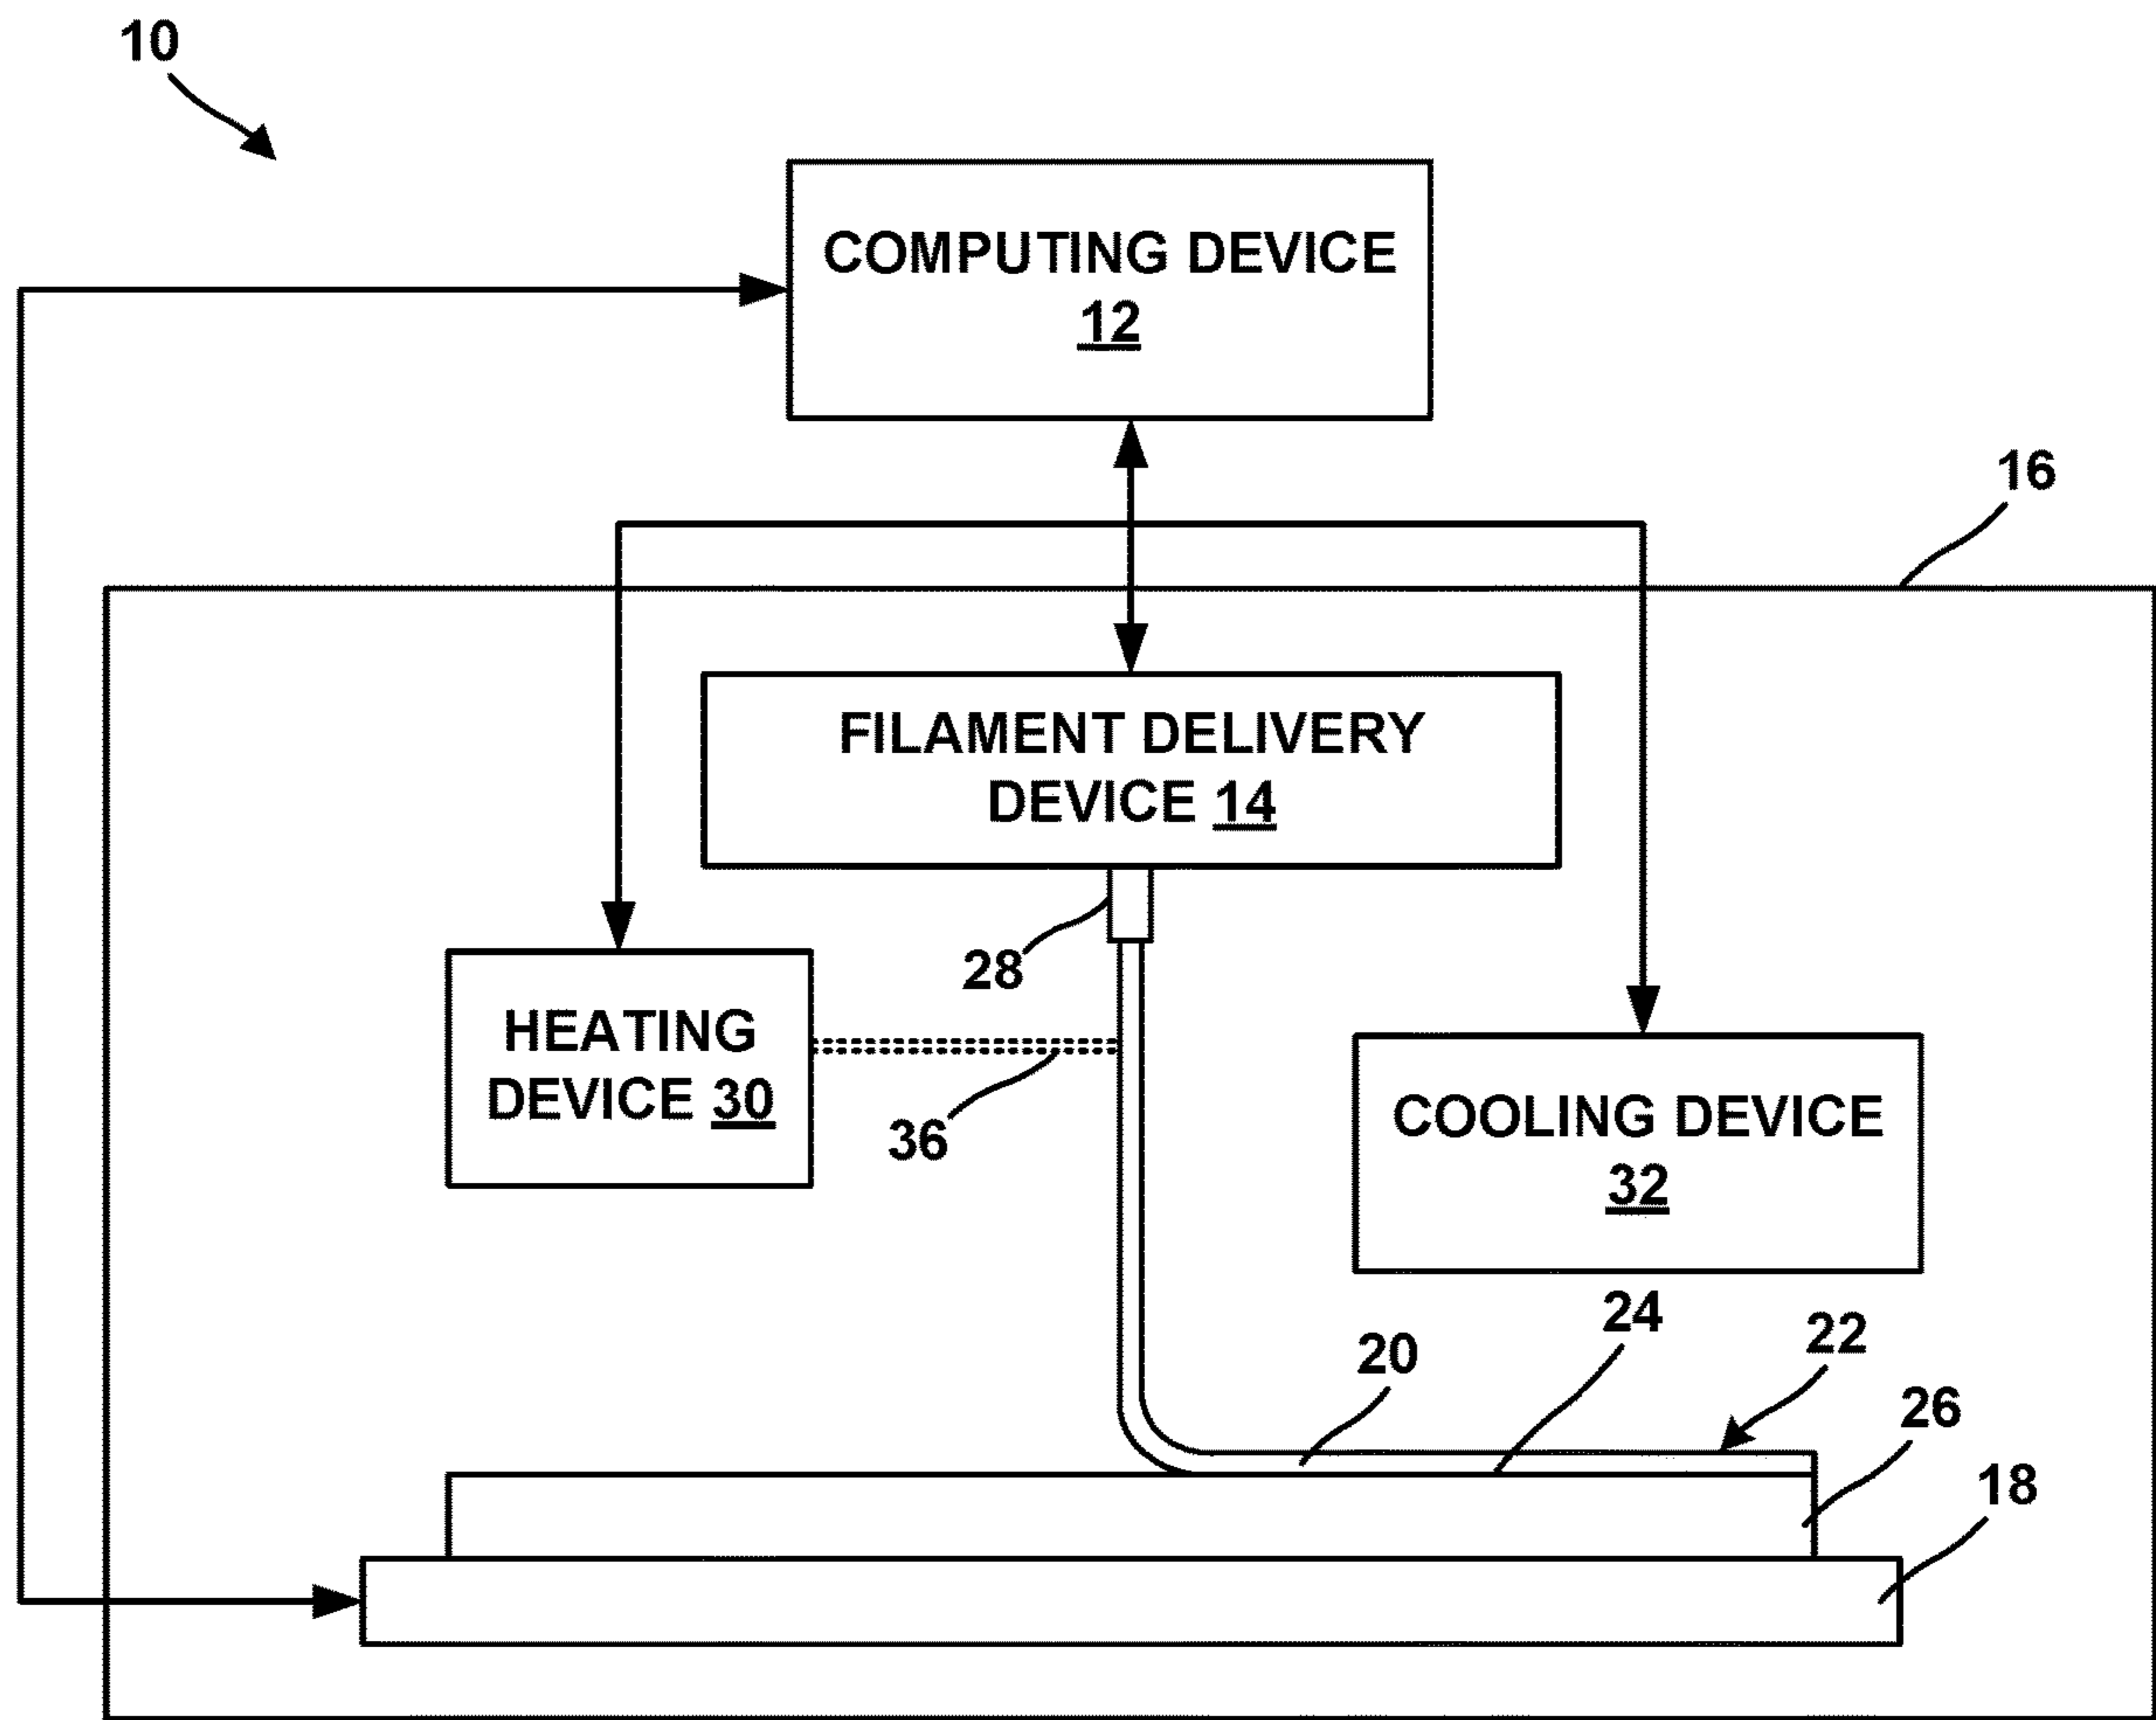 10
COMPUTING DEVICE
12
16
FILAMENT DELIVERY
DEVICE 14
28
HEATING
DEVICE 30
36
COOLING DEVICE
32
24
22
20
26
18